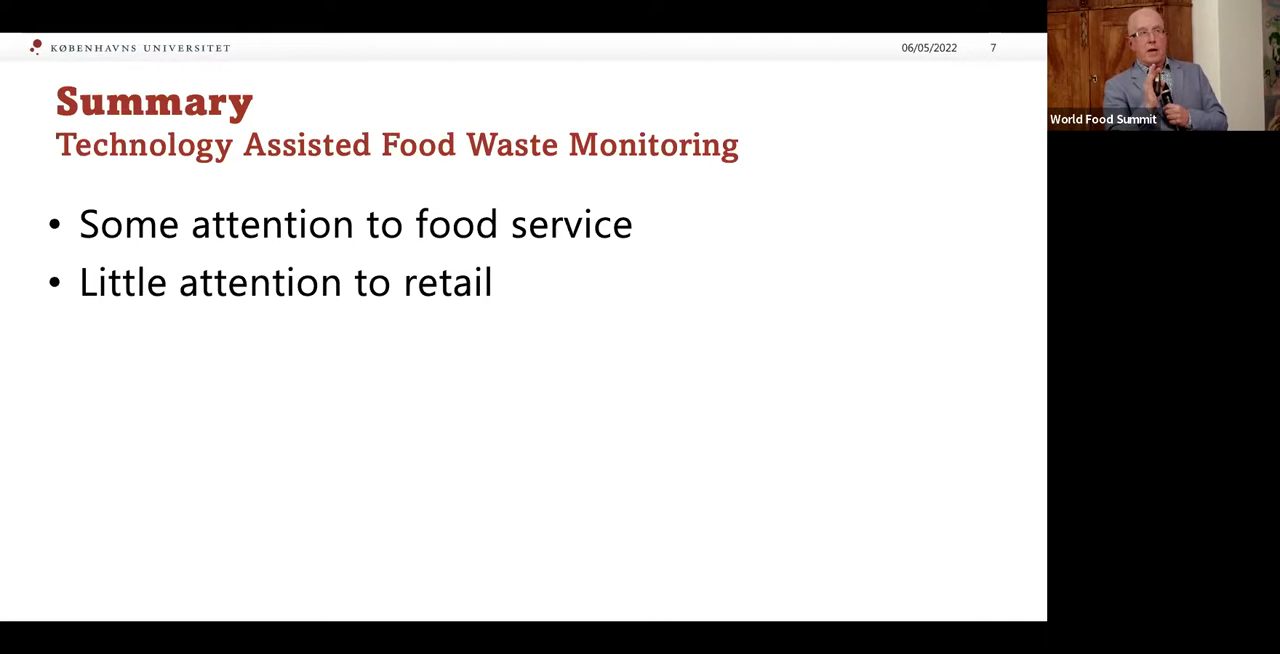 KØBENHAVNS UNIVERSITET
06/05/2022 7
World Food Summit
Summary
Technology Assisted Food Waste Monitoring
• Some attention to food service
• Little attention to retail